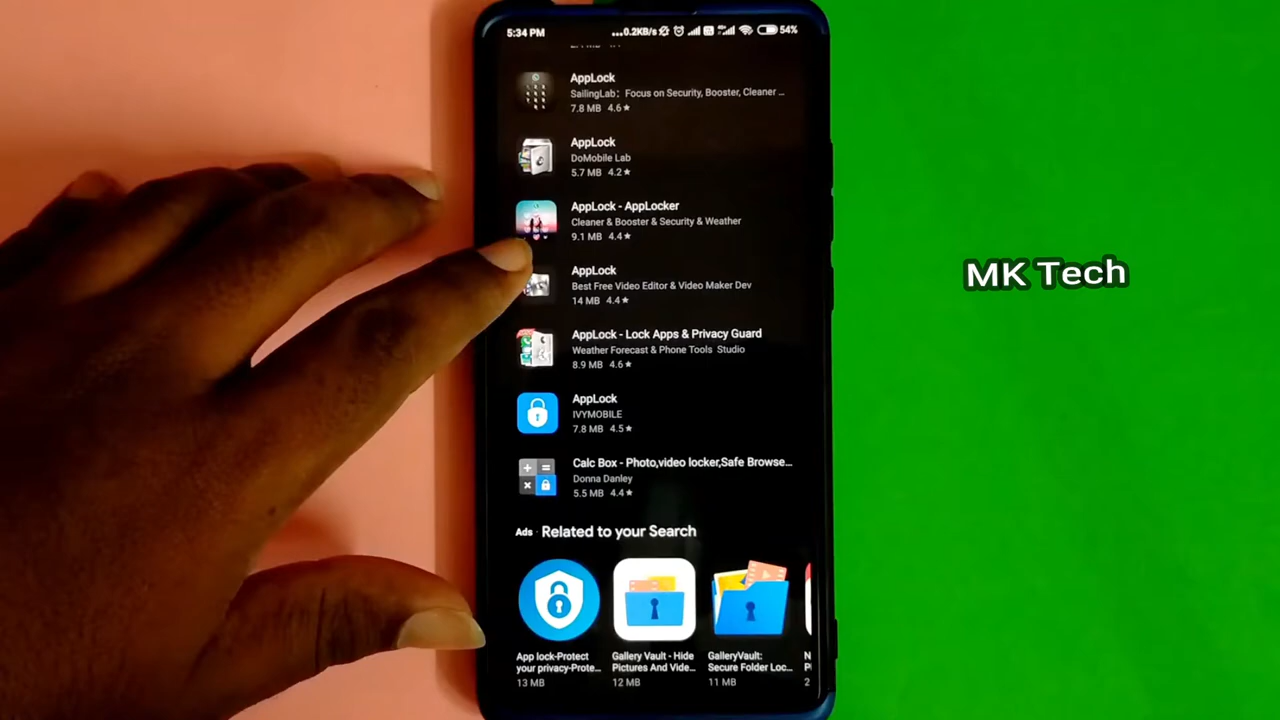 5:34 PM
...0.2KB/s
54%
AppLock
SailingLab: Focus on Security, Booster, Cleaner ...
7.8 MB 4.6★
AppLock
DoMobile Lab
5.7 MB 4.2★
AppLock - AppLocker
Cleaner & Booster & Security & Weather
9.1 MB 4.4★
AppLock
Best Free Video Editor & Video Maker Dev
14 MB 4.4★
AppLock - Lock Apps & Privacy Guard
Weather Forecast & Phone Tools Studio
8.9 MB 4.6★
AppLock
IVYMOBILE
7.8 MB 4.5★
Calc Box - Photo,video locker,Safe Browse...
Donna Danley
5.5 MB 4.4★
Ads · Related to your Search
App lock-Protect
your privacy-Prote...
13 MB
Gallery Vault - Hide
Pictures And Vide...
12 MB
GalleryVault:
Secure Folder Loc...
11 MB
MK Tech